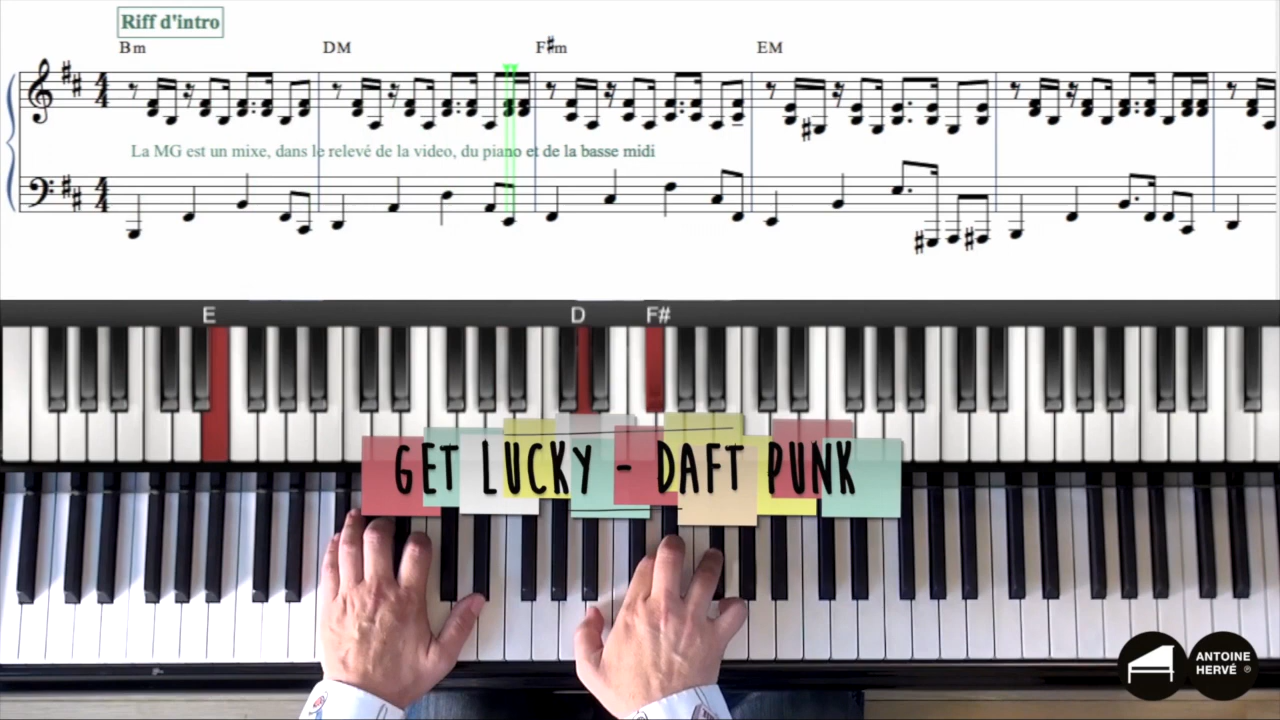 Riff d'intro
Bm DM F#m EM
La MG est un mixe, dans le relevé de la video, du piano et de la basse midi
E D F#
GET LUCKY - DAFT PUNK
ANTOINE
HERVÉ ℗